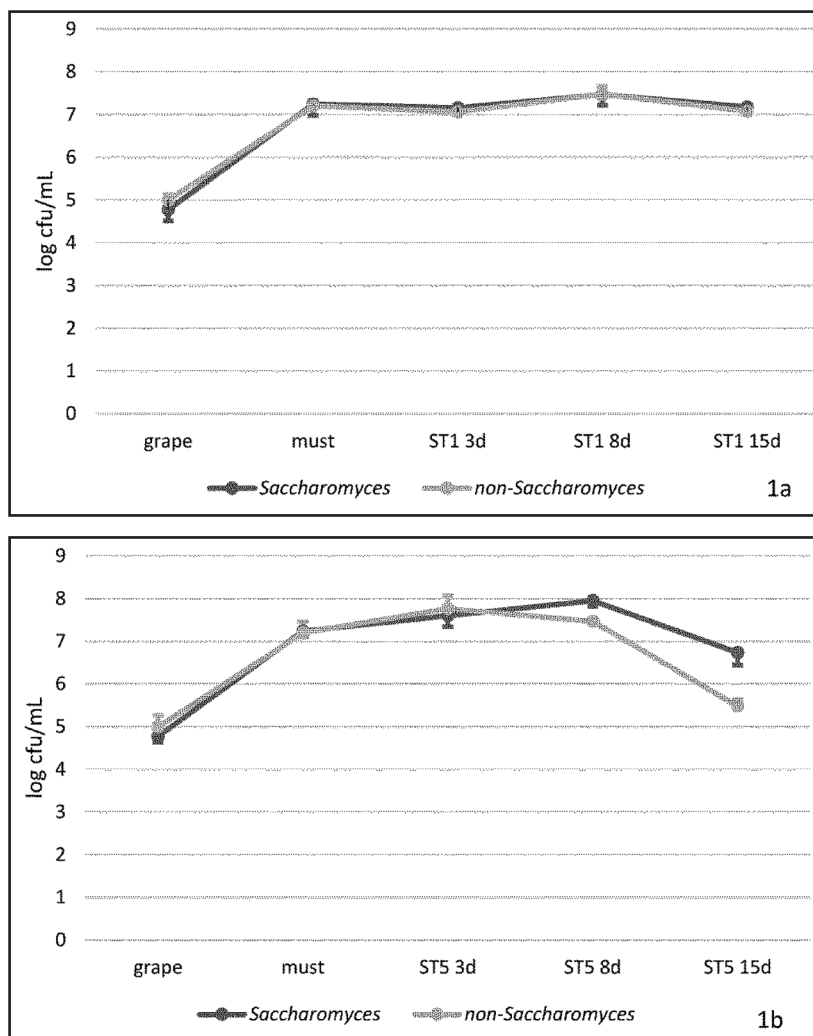 9
8
7
6
5
4
3
2
1
0
log cfu/mL
grape must ST1 3d ST1 8d ST1 15d
Saccharomyces non-Saccharomyces
1a
9
8
7
6
5
4
3
2
1
0
log cfu/mL
grape must ST5 3d ST5 8d ST5 15d
Saccharomyces non-Saccharomyces
1b